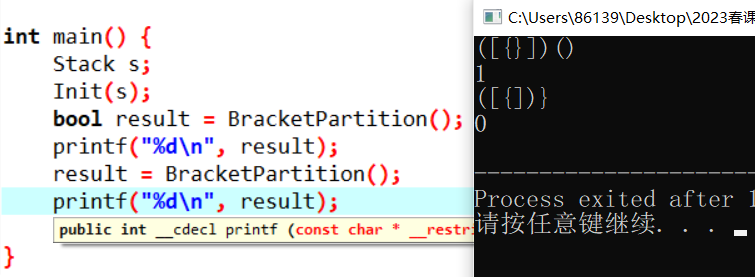 int main() {
Stack s;
Init(s);
bool result = BracketPartition();
printf("%d\n", result);
result = BracketPartition();
printf("%d\n", result);
public int __cdecl printf (const char * __restri
}
C:\Users\86139\Desktop\2023春课
([{}])()
1
([{])}
0
--------------------------------
Process exited after 1
请按任意键继续. . .